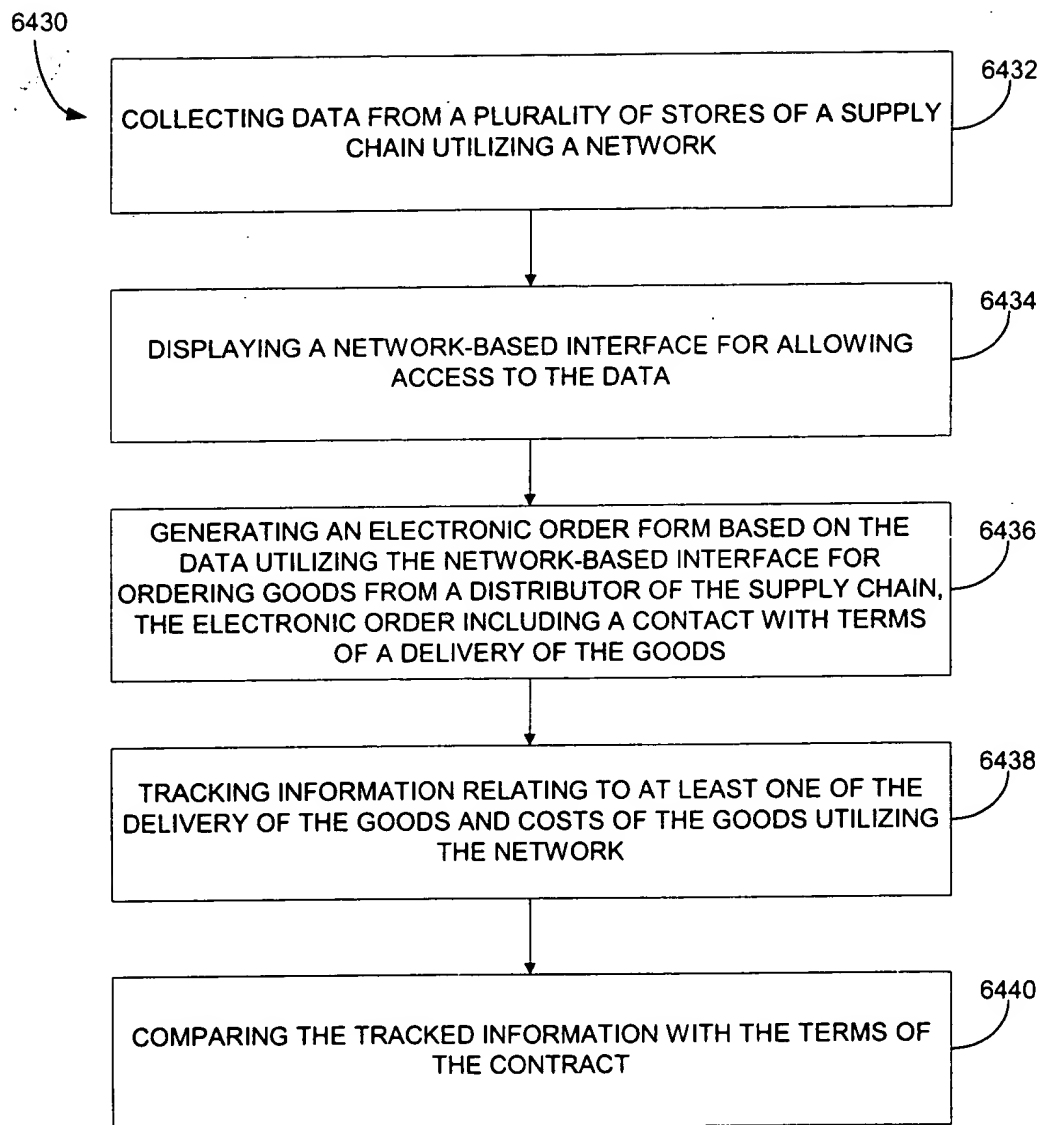 6430
6432
COLLECTING DATA FROM A PLURALITY OF STORES OF A SUPPLY
CHAIN UTILIZING A NETWORK
6434
DISPLAYING A NETWORK-BASED INTERFACE FOR ALLOWING
ACCESS TO THE DATA
6436
GENERATING AN ELECTRONIC ORDER FORM BASED ON THE
DATA UTILIZING THE NETWORK-BASED INTERFACE FOR
ORDERING GOODS FROM A DISTRIBUTOR OF THE SUPPLY CHAIN,
THE ELECTRONIC ORDER INCLUDING A CONTACT WITH TERMS
OF A DELIVERY OF THE GOODS
6438
TRACKING INFORMATION RELATING TO AT LEAST ONE OF THE
DELIVERY OF THE GOODS AND COSTS OF THE GOODS UTILIZING
THE NETWORK
6440
COMPARING THE TRACKED INFORMATION WITH THE TERMS OF
THE CONTRACT